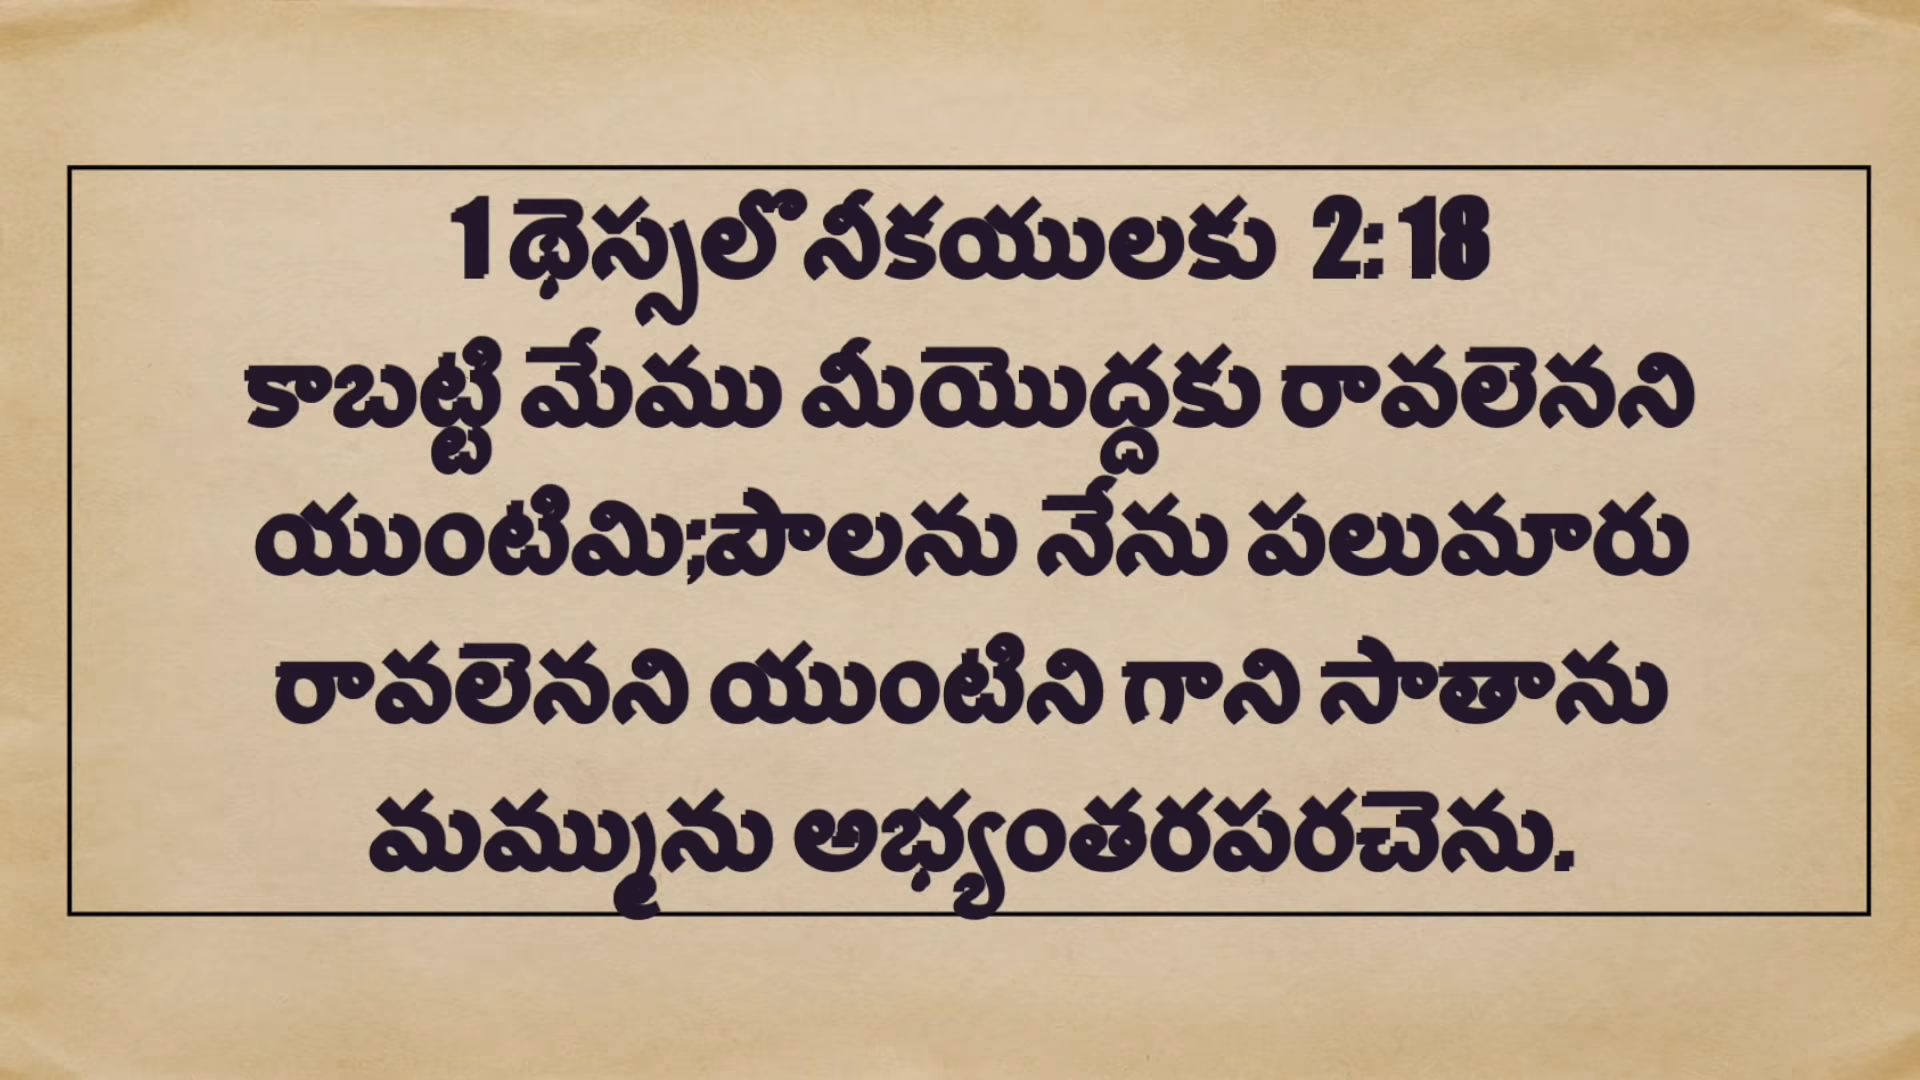 1 థెస్సలొనీకయులకు 2: 18
కాబట్టి మేము మీయొద్దకు రావలెనని
యుంటిమి;పౌలను నేను పలుమారు
రావలెనని యుంటిని గాని సాతాను
మమ్మును అభ్యంతరపరచెను.